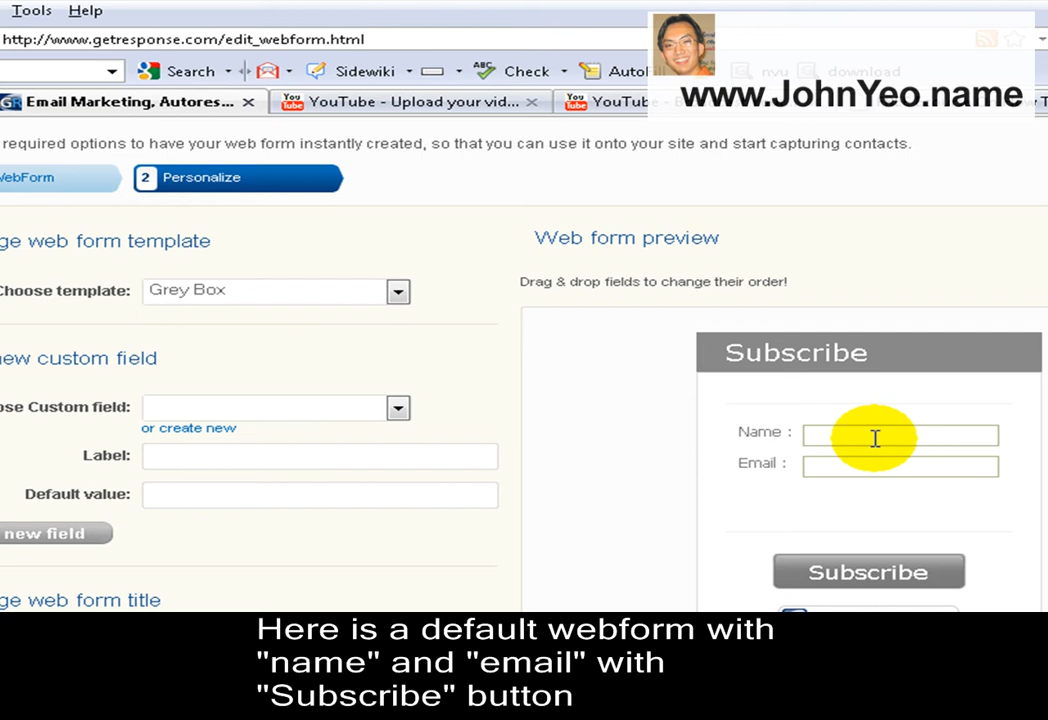 Tools Help
http://www.getresponse.com/edit_webform.html
Search Sidewiki Check
nvu download
www.JohnYeo.name
Email Marketing, Autores... YouTube - Upload your vid...
required options to have your web form instantly created, so that you can use it onto your site and start capturing contacts.
WebForm 2 Personalize
ge web form template
Web form preview
Choose template: Grey Box
Drag & drop fields to change their order!
Subscribe
new custom field
ose Custom field:
or create new
Name :
Label:
Email :
Default value:
new field
Subscribe
ge web form title
Here is a default webform with
"name" and "email" with
"Subscribe" button